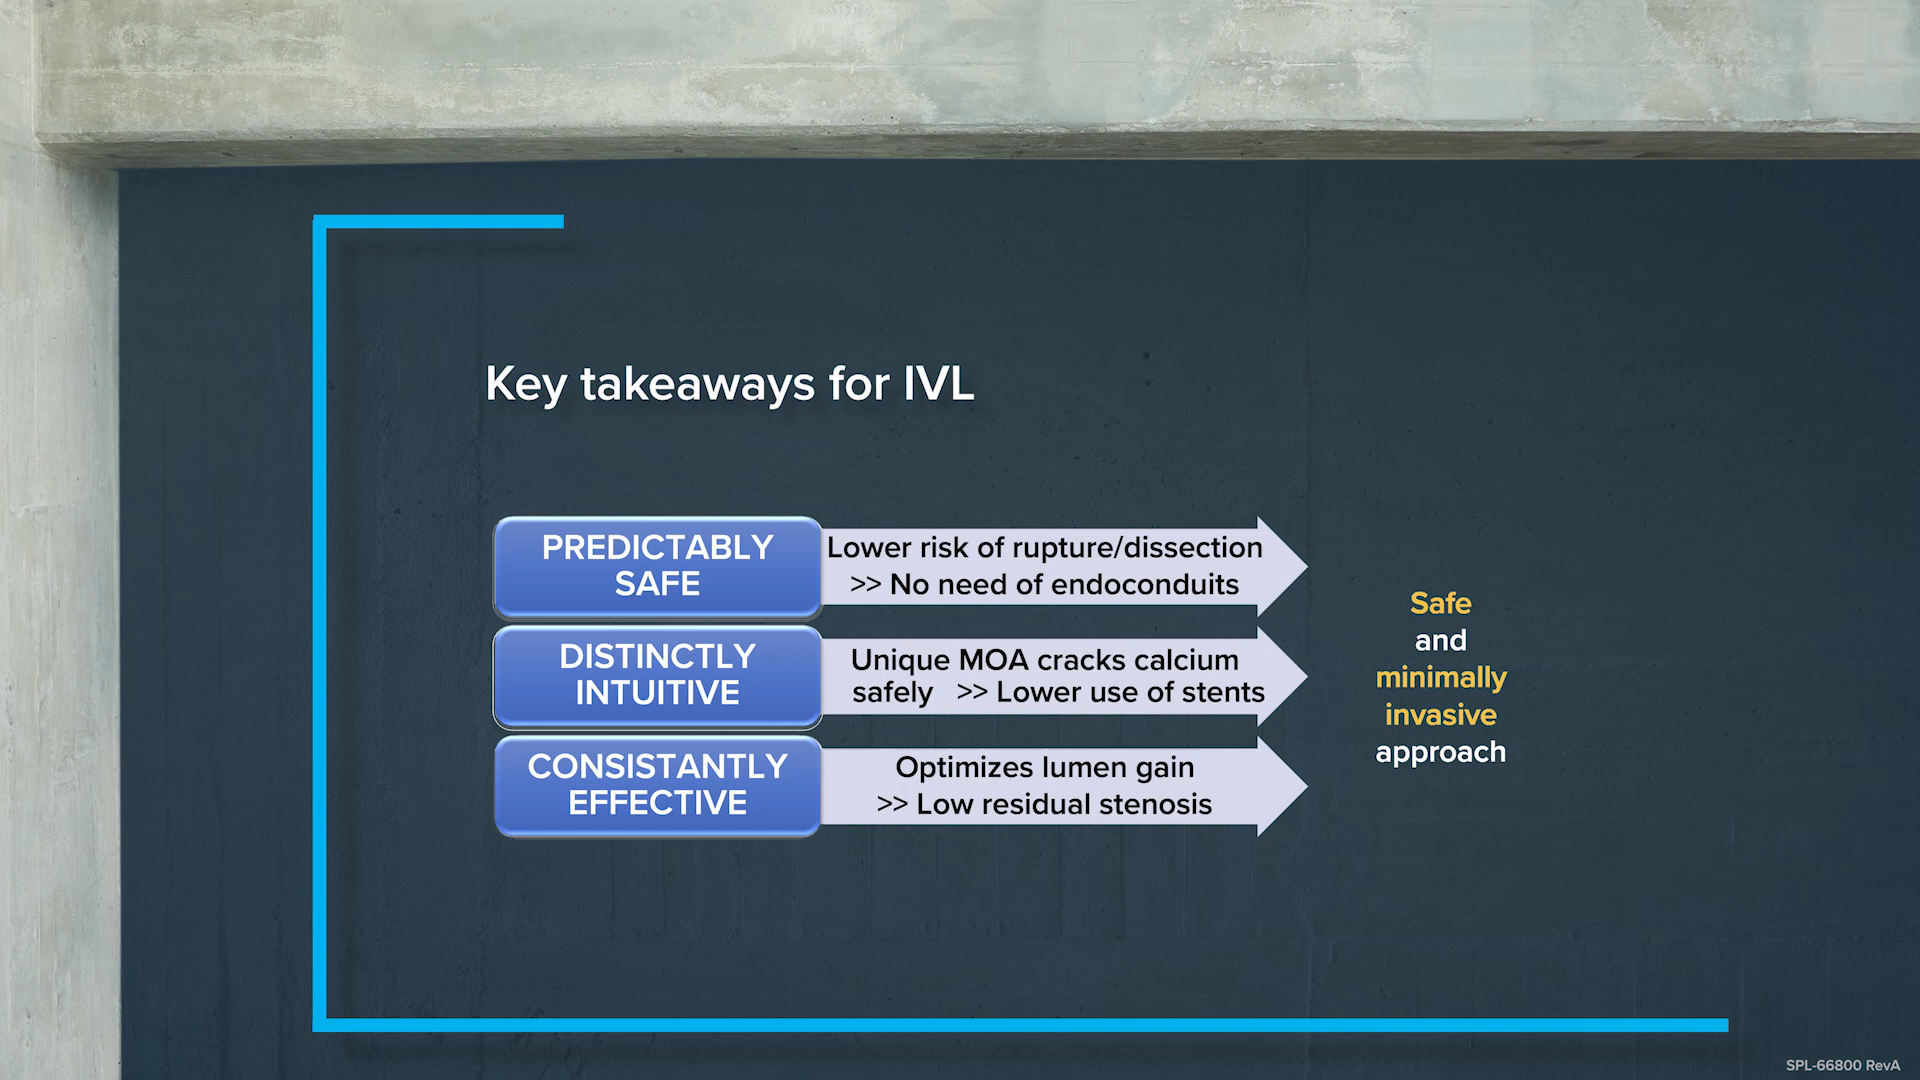 Key takeaways for IVL
PREDICTABLY
SAFE
Lower risk of rupture/dissection
>> No need of endoconduits
DISTINCTLY
INTUITIVE
Unique MOA cracks calcium
safely >> Lower use of stents
CONSISTANTLY
EFFECTIVE
Optimizes lumen gain
>> Low residual stenosis
Safe
and
minimally
invasive
approach
SPL-66800 RevA